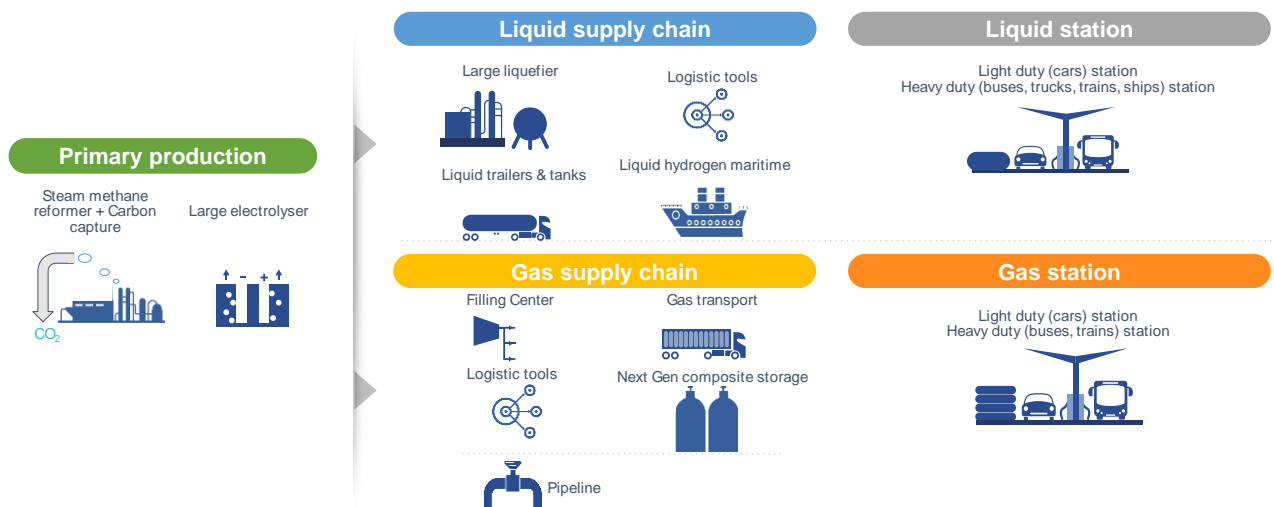 Primary production
Steam methane
reformer + Carbon
capture
Large electrolyser
CO2
Liquid supply chain
Large liquefier
Logistic tools
Liquid trailers & tanks
Liquid hydrogen maritime
Liquid station
Light duty (cars) station
Heavy duty (buses, trucks, trains, ships) station
Gas supply chain
Filling Center
Gas transport
Logistic tools
Next Gen composite storage
Pipeline
Gas station
Light duty (cars) station
Heavy duty (buses, trains) station